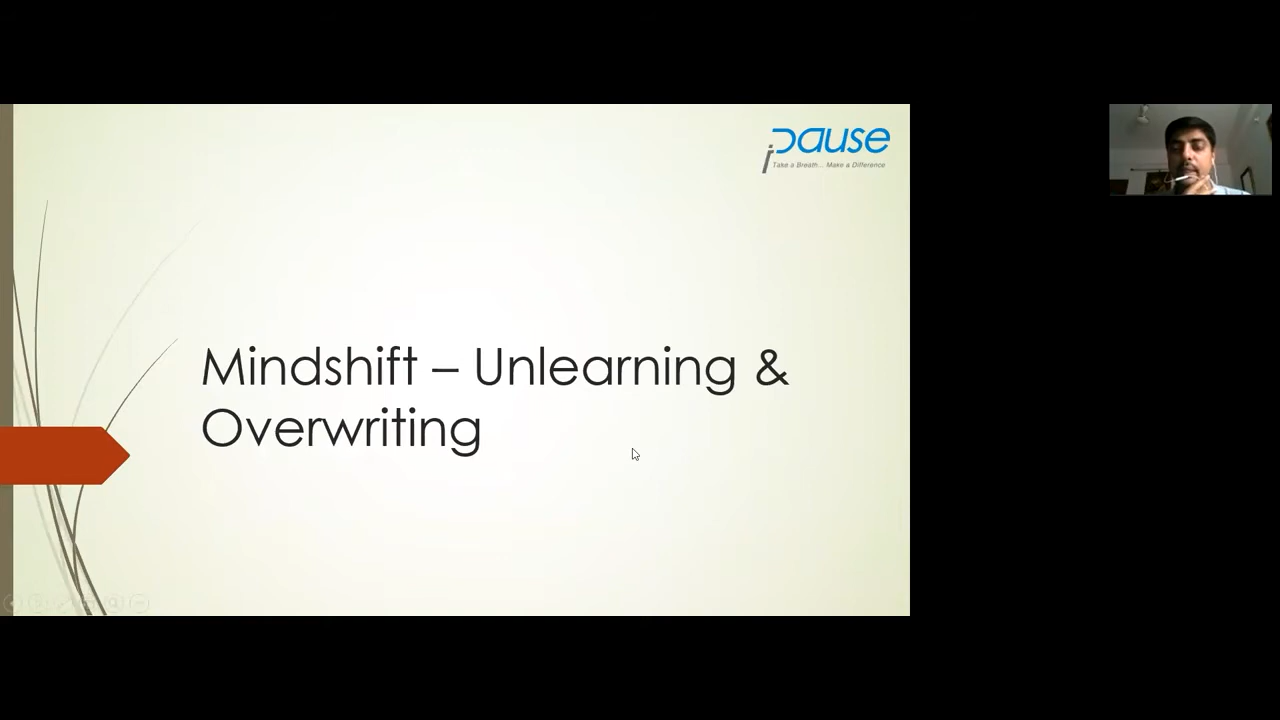 iPause
Take a Breath... Make a Difference
Mindshift – Unlearning &
Overwriting